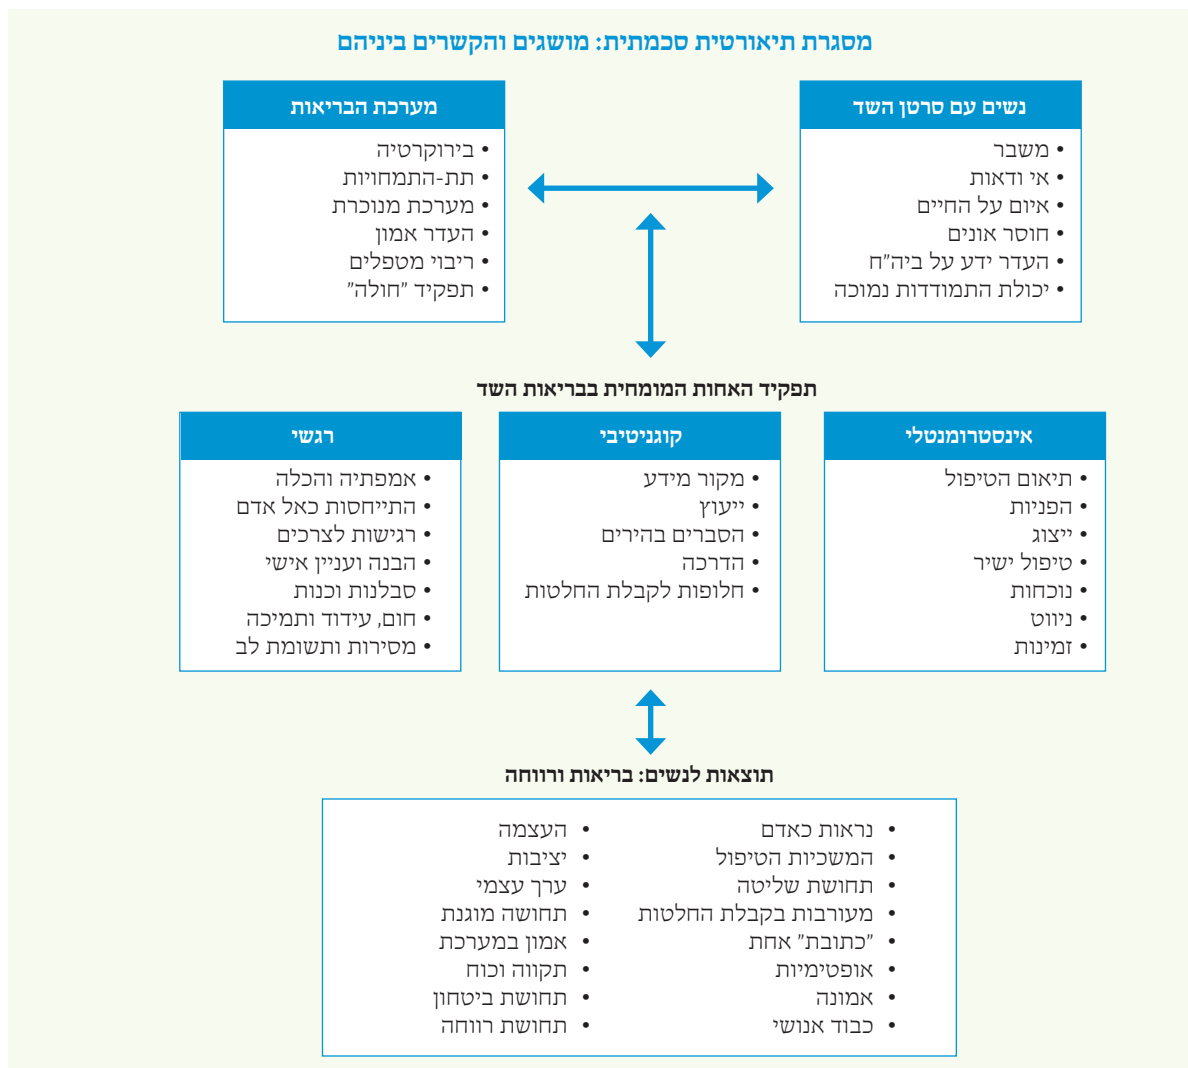 מסגרת תיאורטית סכמתית: מושגים והקשרים ביניהם
נשים עם סרטן השד
• משבר
• אי ודאות
• איום על החיים
• חוסר אונים
• העדר ידע על ביה"ח
• יכולת התמודדות נמוכה
מערכת הבריאות
• בירוקרטיה
• תת-התמחויות
• מערכת מנוכרת
• העדר אמון
• ריבוי מטפלים
• תפקיד "חולה"
תפקיד האחות המומחית בבריאות השד
אינסטרומנטלי
• תיאום הטיפול
• הפניות
• ייצוג
• טיפול ישיר
• נוכחות
• ניווט
• זמינות
קוגניטיבי
• מקור מידע
• ייעוץ
• הסברים בהירים
• הדרכה
• חלופות לקבלת החלטות
רגשי
• אמפתיה והכלה
• התייחסות כאל אדם
• רגישות לצרכים
• הבנה ועניין אישי
• סבלנות וכנות
• חום, עידוד ותמיכה
• מסירות ותשומת לב
תוצאות לנשים: בריאות ורווחה
• נראות כאדם
• המשכיות הטיפול
• תחושת שליטה
• מעורבות בקבלת החלטות
• "כתובת" אחת
• אופטימיות
• אמונה
• כבוד אנושי
• העצמה
• יציבות
• ערך עצמי
• תחושה מוגנת
• אמון במערכת
• תקווה וכוח
• תחושת ביטחון
• תחושת רווחה